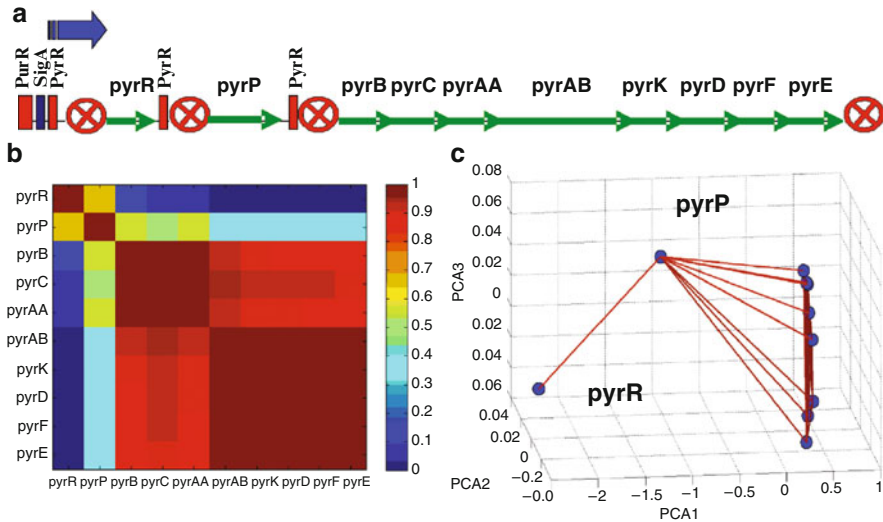 a
PurR
SigA
PyrR
pyrR
PyrR
pyrP
PyrR
pyrB pyrC pyrAA pyrAB pyrK pyrD pyrF pyrE
b
pyrR
pyrP
pyrB
pyrC
pyrAA
pyrAB
pyrK
pyrD
pyrF
pyrE
pyrR pyrP pyrB pyrC pyrAA pyrAB pyrK pyrD pyrF pyrE
1
0.9
0.8
0.7
0.6
0.5
0.4
0.3
0.2
0.1
0
c
0.08
0.06
0.04
0.02
0
0.02
0.04
0.06
PCA3
pyrP
pyrR
0.04
0.02
0
-0.2
PCA2
-0.0 -2 -1.5 -1 -0.5 0 0.5 1
PCA1